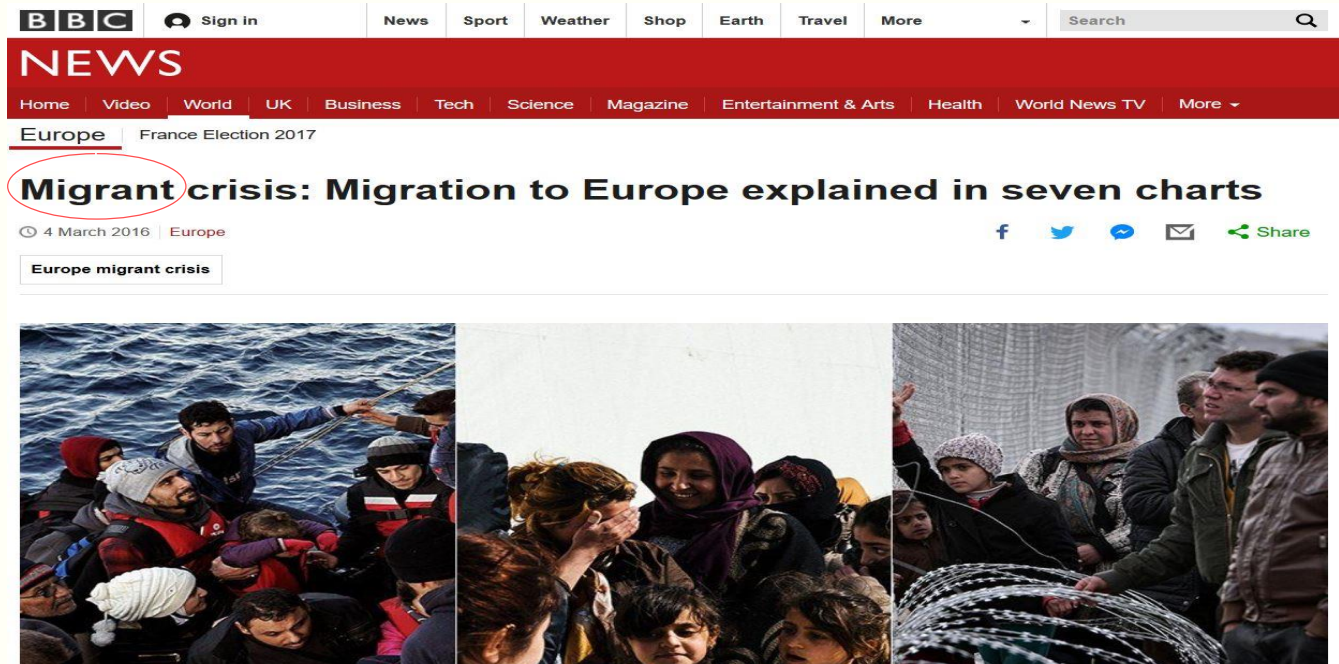 BBC Sign in News Sport Weather Shop Earth Travel More Search
NEWS
Home Video World UK Business Tech Science Magazine Entertainment & Arts Health World News TV More
Europe France Election 2017
Migrant crisis: Migration to Europe explained in seven charts
4 March 2016 Europe Share
Europe migrant crisis